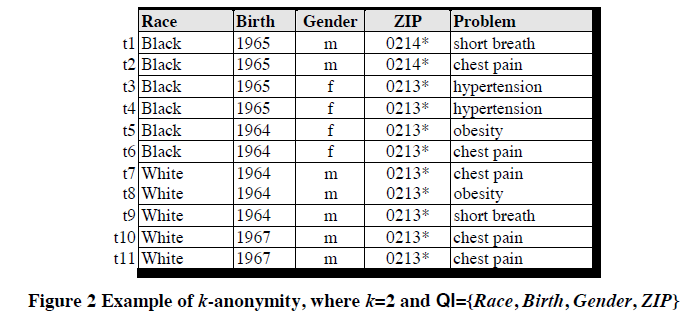 Race Birth Gender ZIP Problem
t1 Black 1965 m 0214* short breath
t2 Black 1965 m 0214* chest pain
t3 Black 1965 f 0213* hypertension
t4 Black 1965 f 0213* hypertension
t5 Black 1964 f 0213* obesity
t6 Black 1964 f 0213* chest pain
t7 White 1964 m 0213* chest pain
t8 White 1964 m 0213* obesity
t9 White 1964 m 0213* short breath
t10 White 1967 m 0213* chest pain
t11 White 1967 m 0213* chest pain
Figure 2 Example of k-anonymity, where k=2 and QI={Race, Birth, Gender, ZIP}